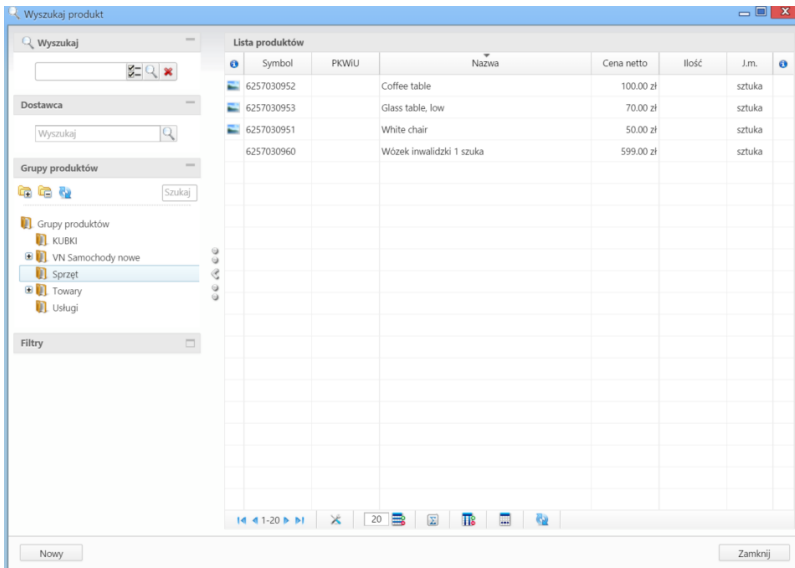 Wyszukaj produkt
Wyszukaj
Dostawca
Wyszukaj
Grupy produktów
Szukaj
Grupy produktów
KUBKI
VN Samochody nowe
Sprzęt
Towary
Usługi
Filtry
Lista produktów
Symbol PKWiU Nazwa Cena netto Ilość J.m.
6257030952 Coffee table 100.00 zł sztuka
6257030953 Glass table, low 70.00 zł sztuka
6257030951 White chair 50.00 zł sztuka
6257030960 Wózek inwalidzki 1 szuka 599.00 zł sztuka
1-20 20
Nowy Zamknij